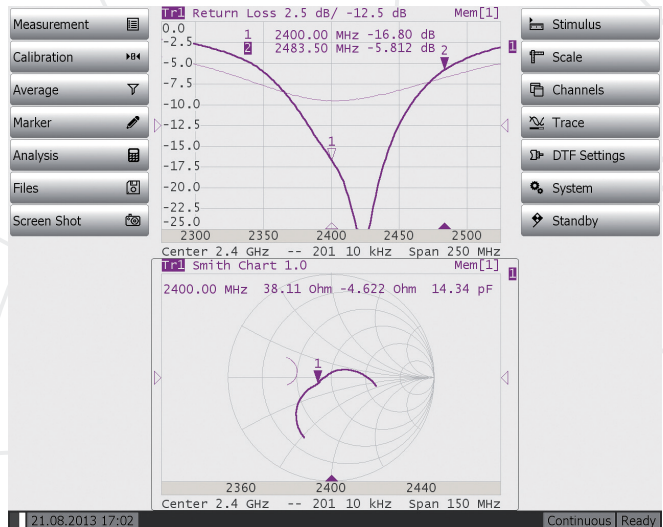 Measurement
Calibration
Average
Marker
Analysis
Files
Screen Shot
Tr1 Return Loss 2.5 dB/ -12.5 dB Mem[1]
1 2400.00 MHz -16.80 dB
2 2483.50 MHz -5.812 dB
1
0.0
-2.5
-5.0
-7.5
-10.0
-12.5
-15.0
-17.5
-20.0
-22.5
-25.0
2
1
2300 2350 2400 2450 2500
Center 2.4 GHz -- 201 10 kHz Span 250 MHz
Tr1 Smith Chart 1.0 Mem[1]
1
2400.00 MHz 38.11 Ohm -4.622 Ohm 14.34 pF
1
2360 2400 2440
Center 2.4 GHz -- 201 10 kHz Span 150 MHz
Stimulus
Scale
Channels
Trace
DTF Settings
System
Standby
21.08.2013 17:02 Continuous Ready